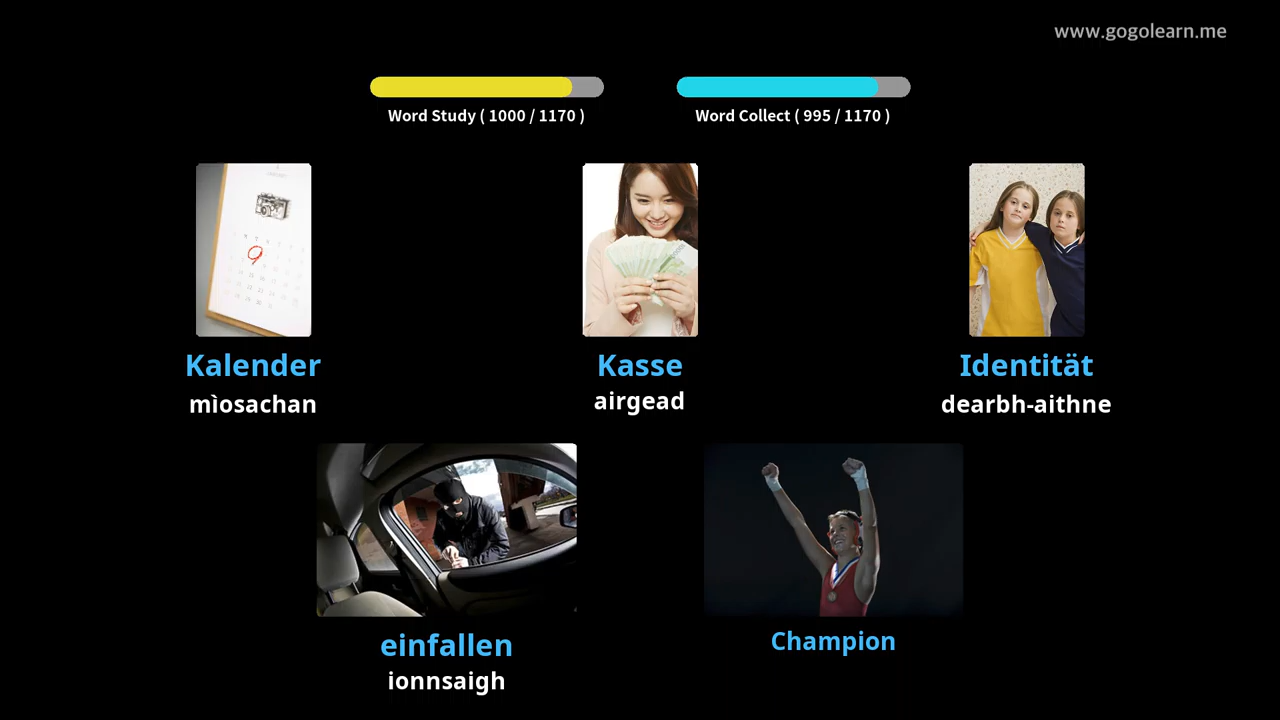 www.gogolearn.me
Word Study ( 1000 / 1170 )
Word Collect ( 995 / 1170 )
Kalender
mìosachan
Kasse
airgead
Identität
dearbh-aithne
einfallen
ionnsaigh
Champion